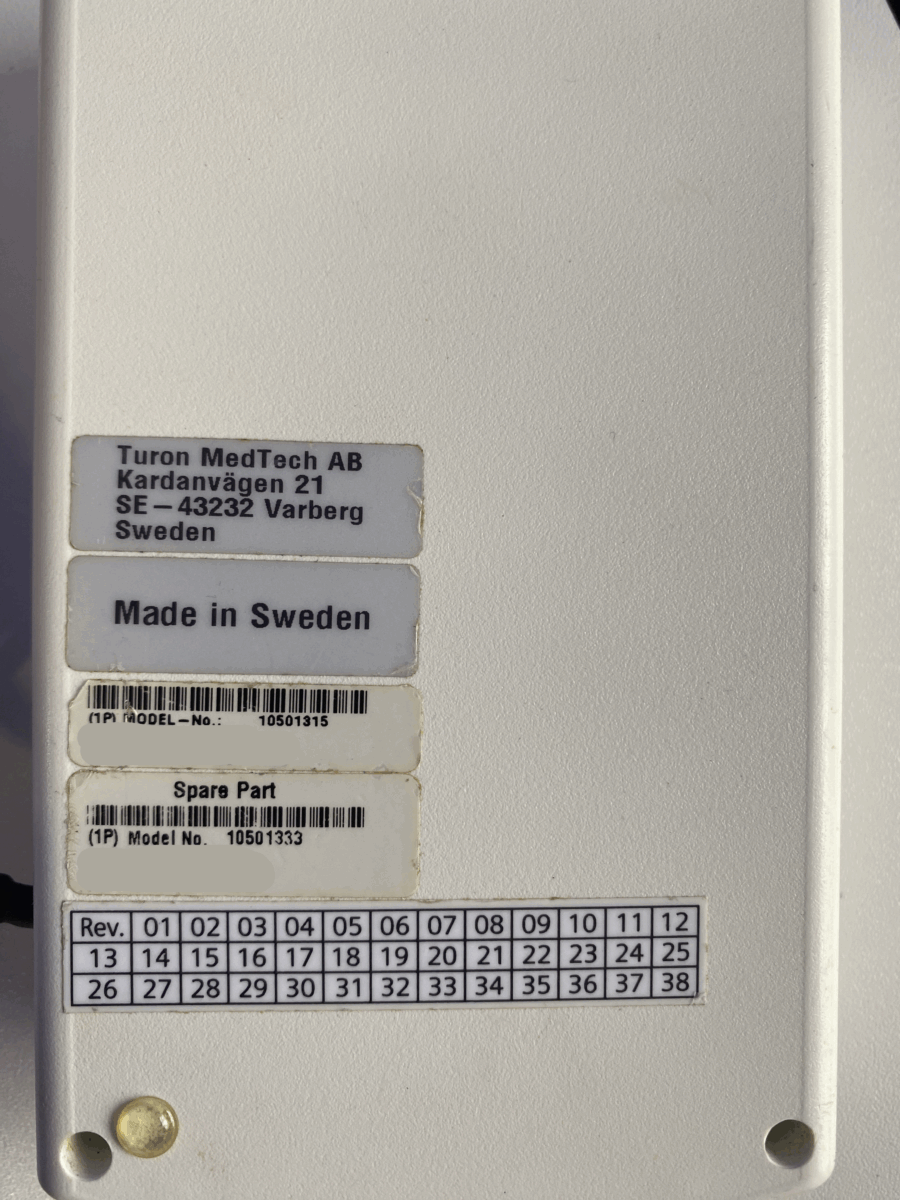 Turon MedTech AB
Kardanvägen 21
SE-43232 Varberg
Sweden
Made in Sweden
(1P) MODEL-No.: 10501315
Spare Part
(1P) Model No. 10501333
Rev. 01 02 03 04 05 06 07 08 09 10 11 12
13 14 15 16 17 18 19 20 21 22 23 24 25
26 27 28 29 30 31 32 33 34 35 36 37 38